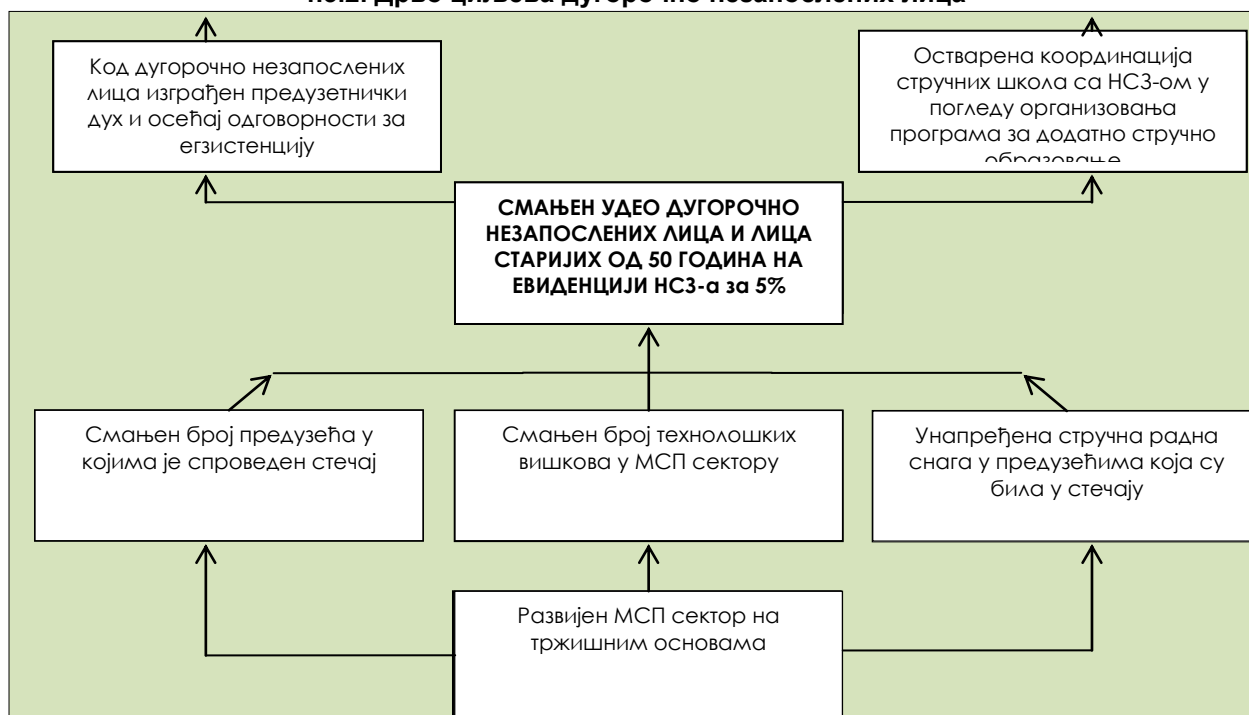 Код дугорочно незапослених
лица изграђен предузетнички
дух и осећај одговорности за
егзистенцију
Остварена координација
стручних школа са НСЗ-ом у
погледу организовања
програма за додатно стручно
образовање
СМАЊЕН УДЕО ДУГОРОЧНО
НЕЗАПОСЛЕНИХ ЛИЦА И ЛИЦА
СТАРИЈИХ ОД 50 ГОДИНА НА
ЕВИДЕНЦИЈИ НСЗ-а за 5%
Смањен број предузећа у
којима је спроведен стечај
Смањен број технолошких
вишкова у МСП сектору
Унапређена стручна радна
снага у предузећима која су
била у стечају
Развијен МСП сектор на
тржишним основама